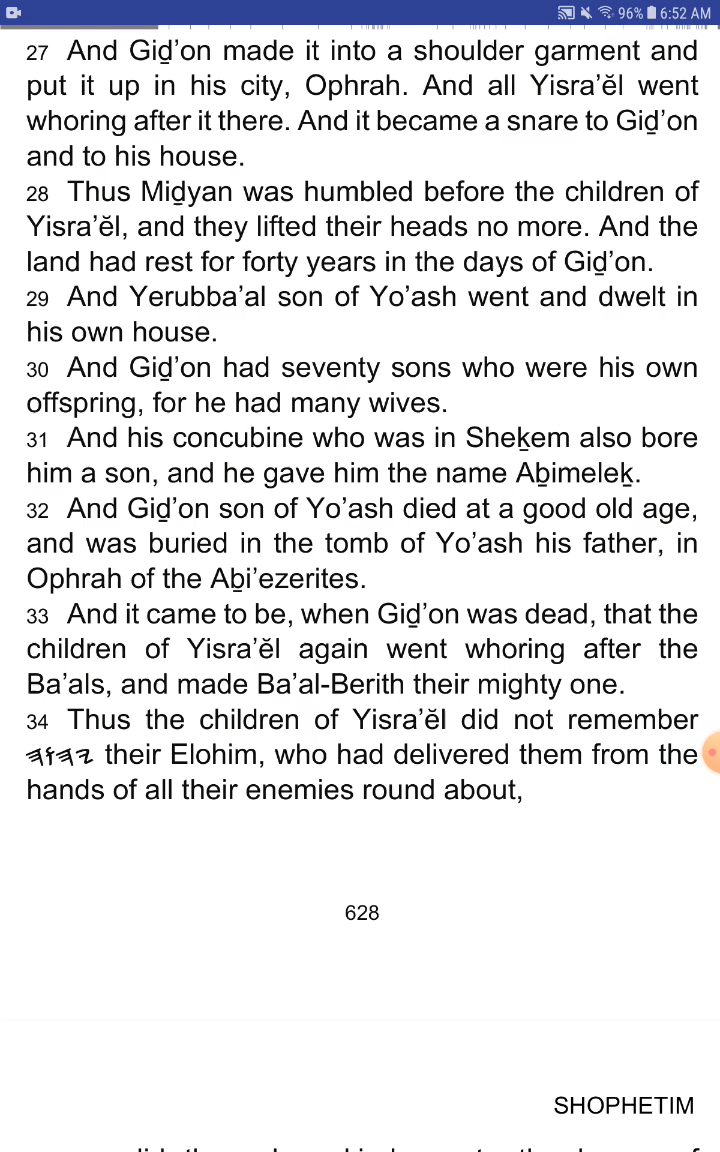 96% 6:52 AM
27 And Giḏ’on made it into a shoulder garment and
put it up in his city, Ophrah. And all Yisra’ĕl went
whoring after it there. And it became a snare to Giḏ’on
and to his house.
28 Thus Miḏyan was humbled before the children of
Yisra’ĕl, and they lifted their heads no more. And the
land had rest for forty years in the days of Giḏ’on.
29 And Yerubba’al son of Yo’ash went and dwelt in
his own house.
30 And Giḏ’on had seventy sons who were his own
offspring, for he had many wives.
31 And his concubine who was in Sheḵem also bore
him a son, and he gave him the name Aḇimeleḵ.
32 And Giḏ’on son of Yo’ash died at a good old age,
and was buried in the tomb of Yo’ash his father, in
Ophrah of the Aḇi’ezerites.
33 And it came to be, when Giḏ’on was dead, that the
children of Yisra’ĕl again went whoring after the
Ba’als, and made Ba’al-Berith their mighty one.
34 Thus the children of Yisra’ĕl did not remember
𐤉𐤄𐤅𐤄 their Elohim, who had delivered them from the
hands of all their enemies round about,
628
SHOPHETIM